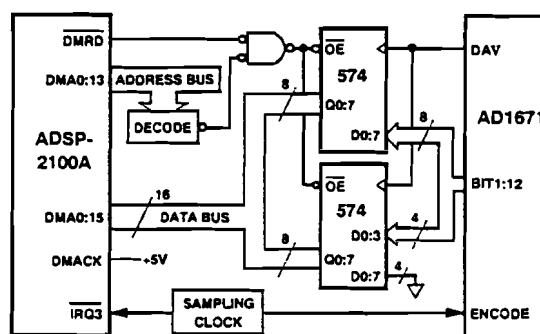 DMRD
DMA0:13
ADDRESS BUS
DECODE
ADSP-
2100A
DMA0:15
16
DATA BUS
DMACK
+5V
IRQ3
SAMPLING
CLOCK
8
8
OE
574
Q0:7
D0:7
OE
574
D0:3
Q0:7
D0:7
8
4
4
DAV
AD1671
BIT1:12
ENCODE